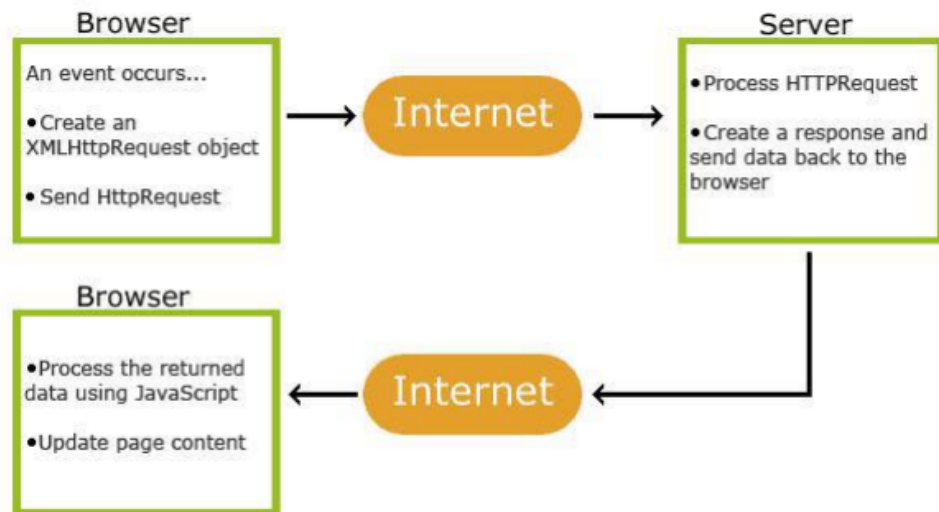 Browser
An event occurs...
•Create an
XMLHttpRequest object
•Send HttpRequest
Internet
Server
•Process HTTPRequest
•Create a response and
send data back to the
browser
Browser
•Process the returned
data using JavaScript
•Update page content
Internet